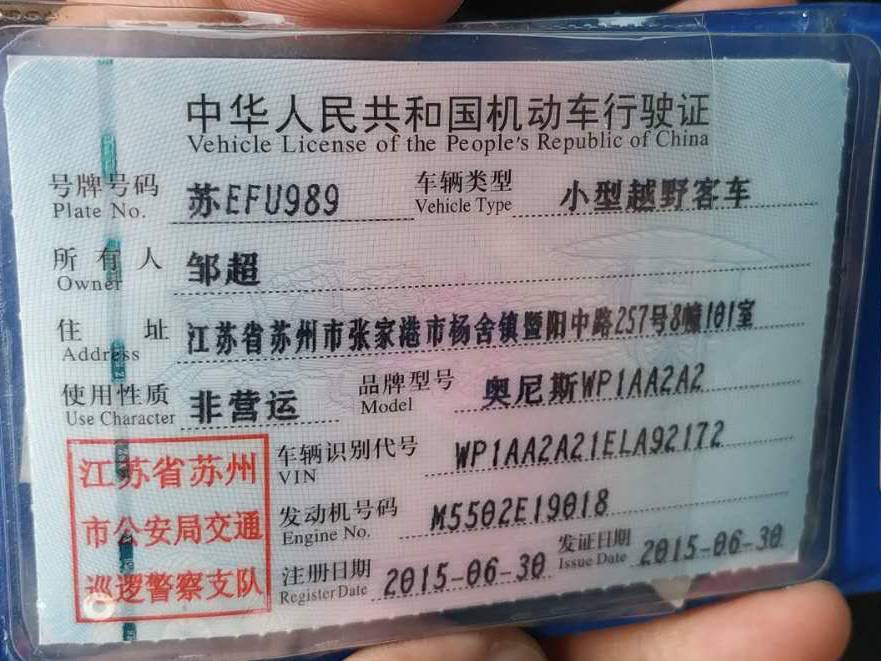 中华人民共和国机动车行驶证
Vehicle License of the People's Republic of China
号牌号码 苏EFU989 车辆类型 小型越野客车
Plate No. Vehicle Type
所有人 邹超
Owner
住址 江苏省苏州市张家港市杨舍镇暨阳中路257号8幢101室
Address
使用性质 非营运 品牌型号 奥尼斯WP1AA2A2
Use Character Model
江苏省苏州 车辆识别代号 WP1AA2A21ELA92172
VIN
市公安局交通 发动机号码 M5502E19018
Engine No.
巡逻警察支队 注册日期 2015-06-30 发证日期 2015-06-30
Register Date Issue Date